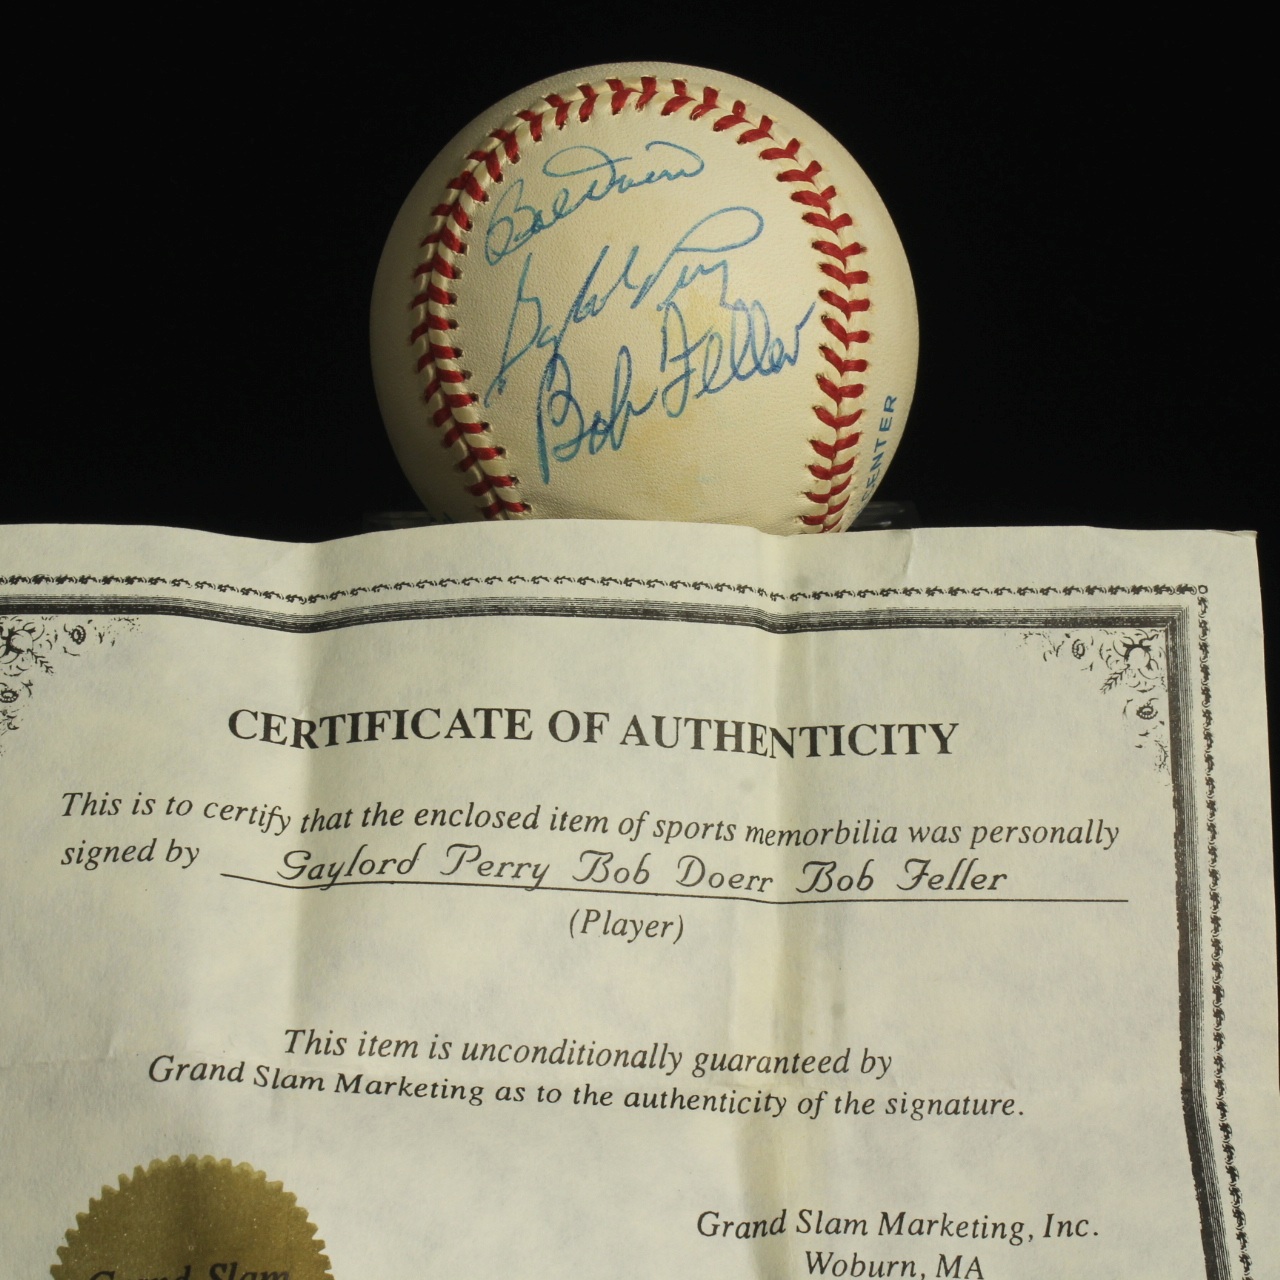 Bob Doerr
Gaylord Perry
Bob Feller
CENTER
CERTIFICATE OF AUTHENTICITY
This is to certify that the enclosed item of sports memorbilia was personally
signed by Gaylord Perry Bob Doerr Bob Feller
(Player)
This item is unconditionally guaranteed by
Grand Slam Marketing as to the authenticity of the signature.
Grand Slam Marketing, Inc.
Woburn, MA
Grand Slam